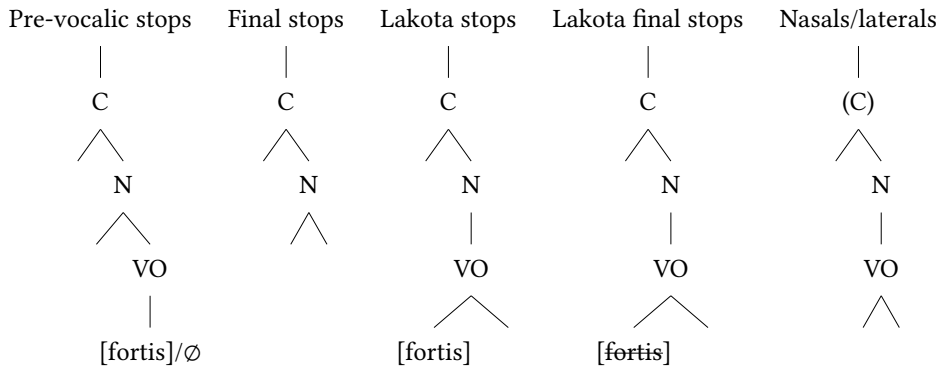 Pre-vocalic stops Final stops Lakota stops Lakota final stops Nasals/laterals
C C C C (C)
N N N N N
VO VO VO VO
[fortis]/∅ [fortis] [fortis]